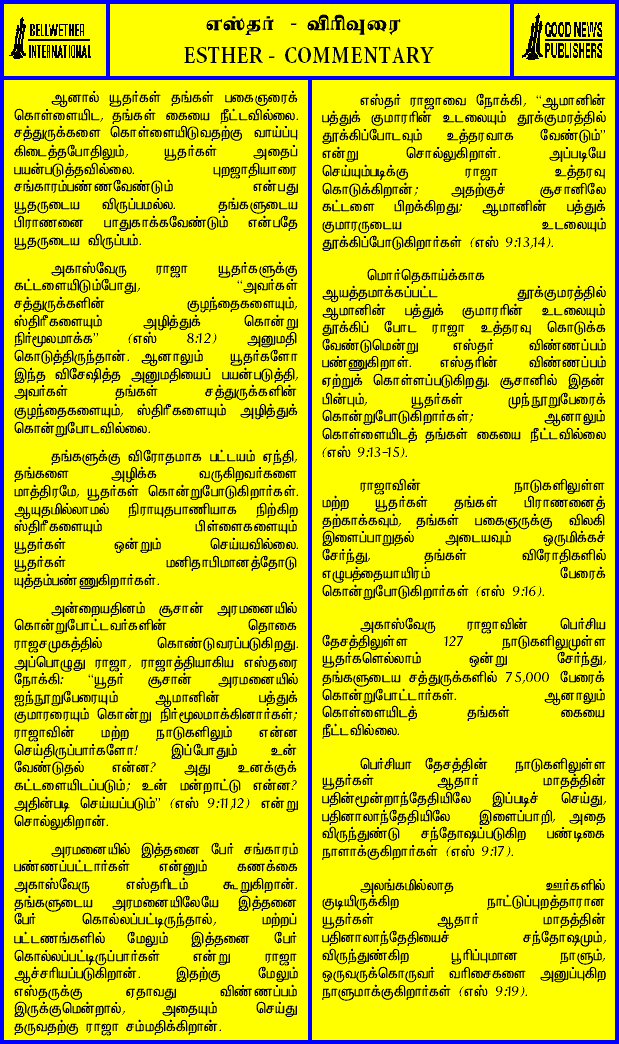 BELLWETHER
INTERNATIONAL
எஸ்தர் - விரிவுரை
ESTHER - COMMENTARY
GOOD NEWS
PUBLISHERS
ஆனால் யூதர்கள் தங்கள் பகைஞரைக்
கொள்ளையிட, தங்கள் கையை நீட்டவில்லை.
சத்துருக்களை கொள்ளையிடுவதற்கு வாய்ப்பு
கிடைத்தபோதிலும், யூதர்கள் அதைப்
பயன்படுத்தவில்லை. புறஜாதியாரை
சங்காரம்பண்ணவேண்டும் என்பது
யூதருடைய விருப்பமல்ல. தங்களுடைய
பிராணனை பாதுகாக்கவேண்டும் என்பதே
யூதருடைய விருப்பம்.
அகாஸ்வேரு ராஜா யூதர்களுக்கு
கட்டளையிடும்போது, “அவர்கள்
சத்துருக்களின் குழந்தைகளையும்,
ஸ்திரீகளையும் அழித்துக் கொன்று
நிர்மூலமாக்க” (எஸ் 8:12) அனுமதி
கொடுத்திருந்தான். ஆனாலும் யூதர்களோ
இந்த விசேஷித்த அனுமதியைப் பயன்படுத்தி,
அவர்கள் தங்கள் சத்துருக்களின்
குழந்தைகளையும், ஸ்திரீகளையும் அழித்துக்
கொன்றுபோடவில்லை.
தங்களுக்கு விரோதமாக பட்டயம் ஏந்தி,
தங்களை அழிக்க வருகிறவர்களை
மாத்திரமே, யூதர்கள் கொன்றுபோடுகிறார்கள்.
ஆயுதமில்லாமல் நிராயுதபாணியாக நிற்கிற
ஸ்திரீகளையும் பிள்ளைகளையும்
யூதர்கள் ஒன்றும் செய்யவில்லை.
யூதர்கள் மனிதாபிமானத்தோடு
யுத்தம்பண்ணுகிறார்கள்.
அன்றையதினம் சூசான் அரமனையில்
கொன்றுபோட்டவர்களின் தொகை
ராஜசமுகத்தில் கொண்டுவரப்படுகிறது.
அப்பொழுது ராஜா, ராஜாத்தியாகிய எஸ்தரை
நோக்கி: “யூதர் சூசான் அரமனையில்
ஐந்நூறுபேரையும் ஆமானின் பத்துக்
குமாரரையும் கொன்று நிர்மூலமாக்கினார்கள்;
ராஜாவின் மற்ற நாடுகளிலும் என்ன
செய்திருப்பார்களோ! இப்போதும் உன்
வேண்டுதல் என்ன? அது உனக்குக்
கட்டளையிடப்படும்; உன் மன்றாட்டு என்ன?
அதின்படி செய்யப்படும்” (எஸ் 9:11,12) என்று
சொல்லுகிறான்.
அரமனையில் இத்தனை பேர் சங்காரம்
பண்ணப்பட்டார்கள் என்னும் கணக்கை
அகாஸ்வேரு எஸ்தரிடம் கூறுகிறான்.
தங்களுடைய அரமனையிலேயே இத்தனை
பேர் கொல்லப்பட்டிருந்தால், மற்றப்
பட்டணங்களில் மேலும் இத்தனை பேர்
கொல்லப்பட்டிருப்பார்கள் என்று ராஜா
ஆச்சரியப்படுகிறான். இதற்கு மேலும்
எஸ்தருக்கு ஏதாவது விண்ணப்பம்
இருக்குமென்றால், அதையும் செய்து
தருவதற்கு ராஜா சம்மதிக்கிறான்.
எஸ்தர் ராஜாவை நோக்கி, “ஆமானின்
பத்துக் குமாரரின் உடலையும் தூக்குமரத்தில்
தூக்கிப்போடவும் உத்தரவாக வேண்டும்”
என்று சொல்லுகிறாள். அப்படியே
செய்யும்படிக்கு ராஜா உத்தரவு
கொடுக்கிறான்; அதற்குச் சூசானிலே
கட்டளை பிறக்கிறது; ஆமானின் பத்துக்
குமாரருடைய உடலையும்
தூக்கிப்போடுகிறார்கள் (எஸ் 9:13,14).
மொர்தெகாய்க்காக
ஆயத்தமாக்கப்பட்ட தூக்குமரத்தில்
ஆமானின் பத்துக் குமாரரின் உடலையும்
தூக்கிப் போட ராஜா உத்தரவு கொடுக்க
வேண்டுமென்று எஸ்தர் விண்ணப்பம்
பண்ணுகிறாள். எஸ்தரின் விண்ணப்பம்
ஏற்றுக் கொள்ளப்படுகிறது. சூசானில் இதன்
பின்பும், யூதர்கள் முந்நூறுபேரைக்
கொன்றுபோடுகிறார்கள்; ஆனாலும்
கொள்ளையிடத் தங்கள் கையை நீட்டவில்லை
(எஸ் 9:13-15).
ராஜாவின் நாடுகளிலுள்ள
மற்ற யூதர்கள் தங்கள் பிராணனைத்
தற்காக்கவும், தங்கள் பகைஞருக்கு விலகி
இளைப்பாறுதல் அடையவும் ஒருமிக்கச்
சேர்ந்து, தங்கள் விரோதிகளில்
எழுபத்தையாயிரம் பேரைக்
கொன்றுபோடுகிறார்கள் (எஸ் 9:16).
அகாஸ்வேரு ராஜாவின் பெர்சிய
தேசத்திலுள்ள 127 நாடுகளிலுமுள்ள
யூதர்களெல்லாம் ஒன்று சேர்ந்து,
தங்களுடைய சத்துருக்களில் 75,000 பேரைக்
கொன்றுபோட்டார்கள். ஆனாலும்
கொள்ளையிடத் தங்கள் கையை
நீட்டவில்லை.
பெர்சியா தேசத்தின் நாடுகளிலுள்ள
யூதர்கள் ஆதார் மாதத்தின்
பதின்மூன்றாந்தேதியிலே இப்படிச் செய்து,
பதினாலாந்தேதியிலே இளைப்பாறி, அதை
விருந்துண்டு சந்தோஷப்படுகிற பண்டிகை
நாளாக்குகிறார்கள் (எஸ் 9:17).
அலங்கமில்லாத ஊர்களில்
குடியிருக்கிற நாட்டுப்புறத்தாரான
யூதர்கள் ஆதார் மாதத்தின்
பதினாலாந்தேதியைச் சந்தோஷமும்,
விருந்துண்கிற பூரிப்புமான நாளும்,
ஒருவருக்கொருவர் வரிசைகளை அனுப்புகிற
நாளுமாக்குகிறார்கள் (எஸ் 9:19).